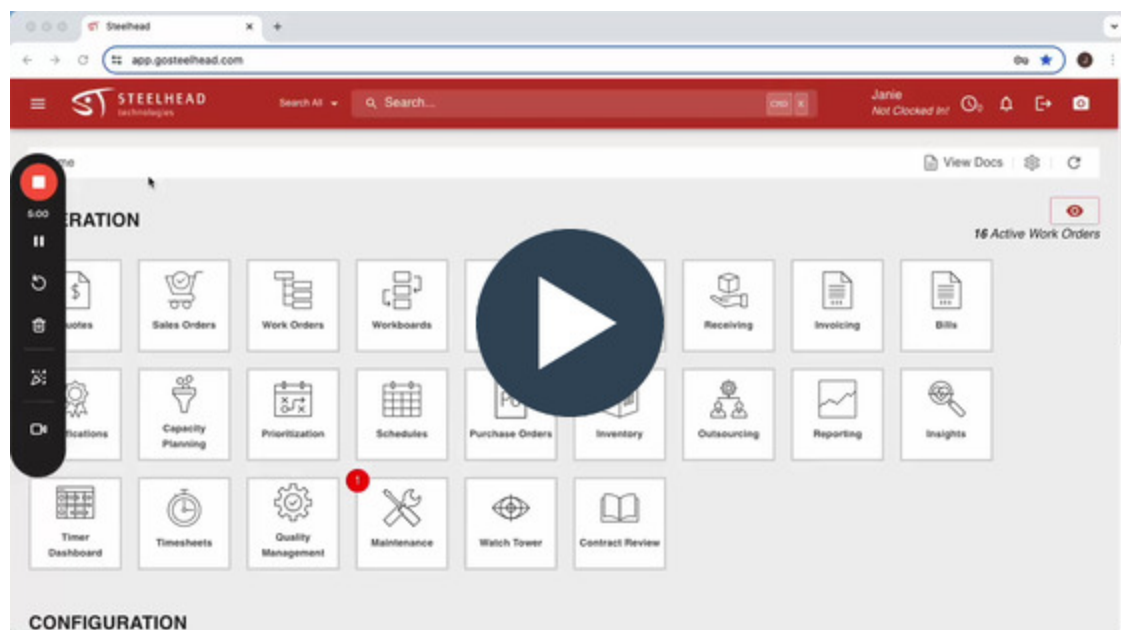 Steelhead
app.gosteelhead.com
STEELHEAD
technologies
Search All
Search...
Janie
Not Clocked In!
View Docs
16 Active Work Orders
Sales Orders
Work Orders
Workboards
Receiving
Invoicing
Bills
Capacity
Planning
Prioritization
Schedules
Purchase Orders
Inventory
Outsourcing
Reporting
Insights
5:00
1
Timer
Dashboard
Timesheets
Quality
Management
Maintenance
Watch Tower
Contract Review
CONFIGURATION